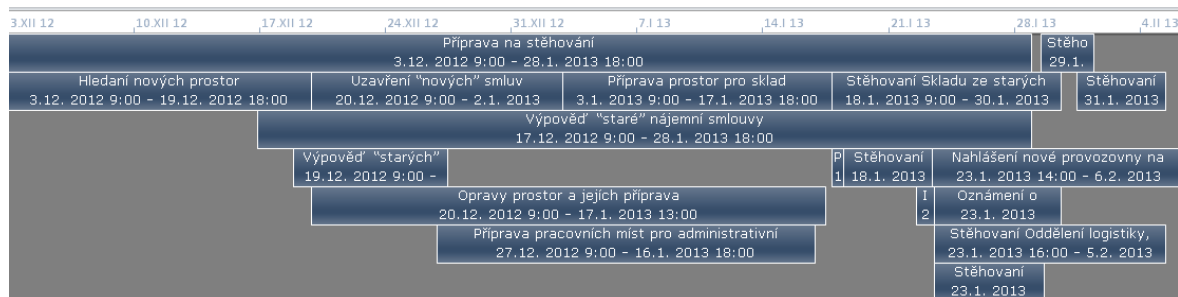 3.XII 12 10.XII 12 17.XII 12 24.XII 12 31.XII 12 7.I 13 14.I 13 21.I 13 28.I 13 4.II 13
Příprava na stěhování Stěho
3.12. 2012 9:00 - 28.1. 2013 18:00 29.1.
Hledaní nových prostor Uzavření "nových" smluv Příprava prostor pro sklad Stěhovaní Skladu ze starých Stěhovaní
3.12. 2012 9:00 - 19.12. 2012 18:00 20.12. 2012 9:00 - 2.1. 2013 3.1. 2013 9:00 - 17.1. 2013 18:00 18.1. 2013 9:00 - 30.1. 2013 31.1. 2013
Výpověď "staré" nájemní smlouvy
17.12. 2012 9:00 - 28.1. 2013 18:00
Výpověď "starých" P Stěhovaní Nahlášení nové provozovny na
19.12. 2012 9:00 - 1 18.1. 2013 23.1. 2013 14:00 - 6.2. 2013
Opravy prostor a jejích příprava I Oznámení o
20.12. 2012 9:00 - 17.1. 2013 13:00 2 23.1. 2013
Příprava pracovních míst pro administrativní Stěhovaní Oddělení logistiky,
27.12. 2012 9:00 - 16.1. 2013 18:00 23.1. 2013 16:00 - 5.2. 2013
Stěhovaní
23.1. 2013